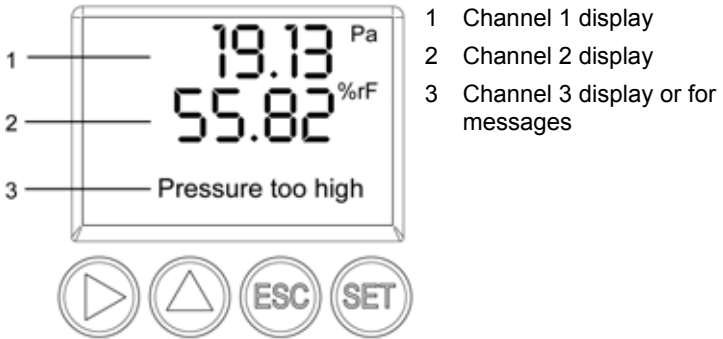 19.13 Pa
55.82 %rF
Pressure too high
1
2
3
ESC
SET
1 Channel 1 display
2 Channel 2 display
3 Channel 3 display or for
messages